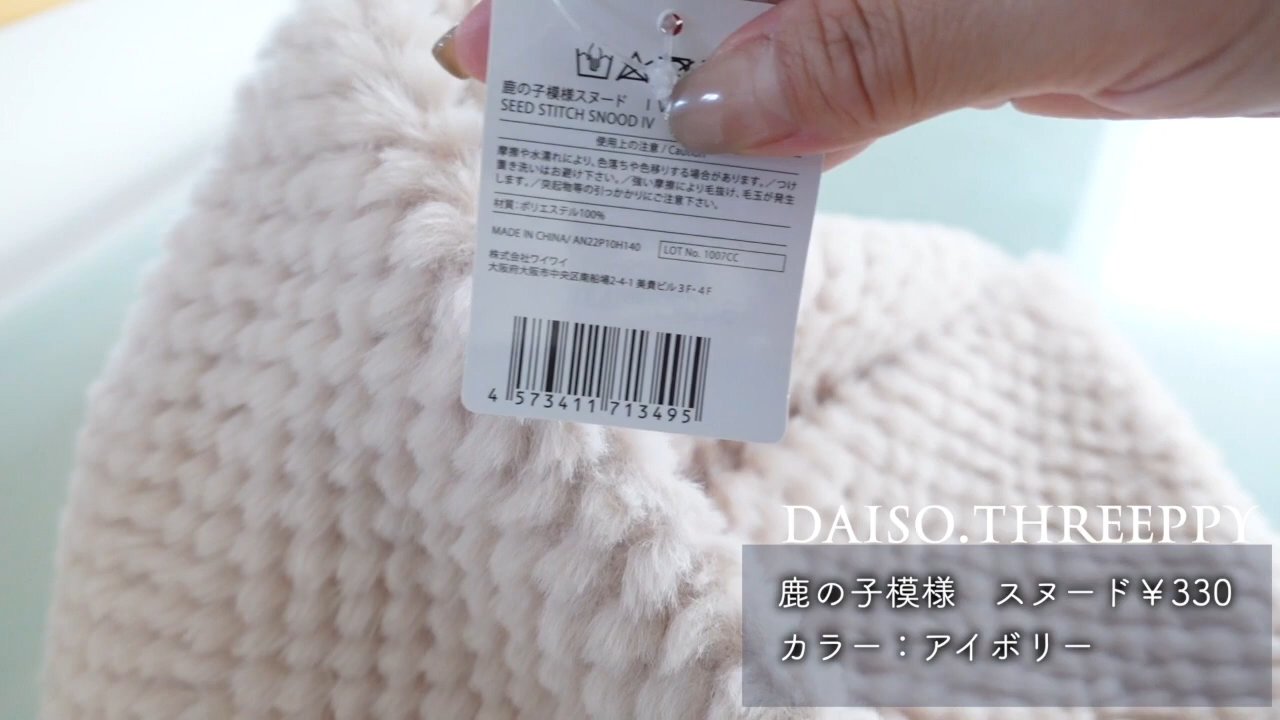 鹿の子模様スヌード　IV
SEED STITCH SNOOD IV
使用上の注意/Caution
摩擦や水濡れにより、色落ちや色移りする場合があります。／つけ
置き洗いはお避け下さい。／強い摩擦により毛抜け、毛玉が発生
します。／突起物等の引っかかりにご注意下さい。
材質：ポリエステル100%
MADE IN CHINA/ AN22P10H140
LOT No. 1007CC
株式会社ワイワイ
大阪府大阪市中央区南船場2-4-1 美貴ビル３F・４F
4 573411 713495
DAISO.THREEPPY
鹿の子模様　スヌード￥330
カラー：アイボリー